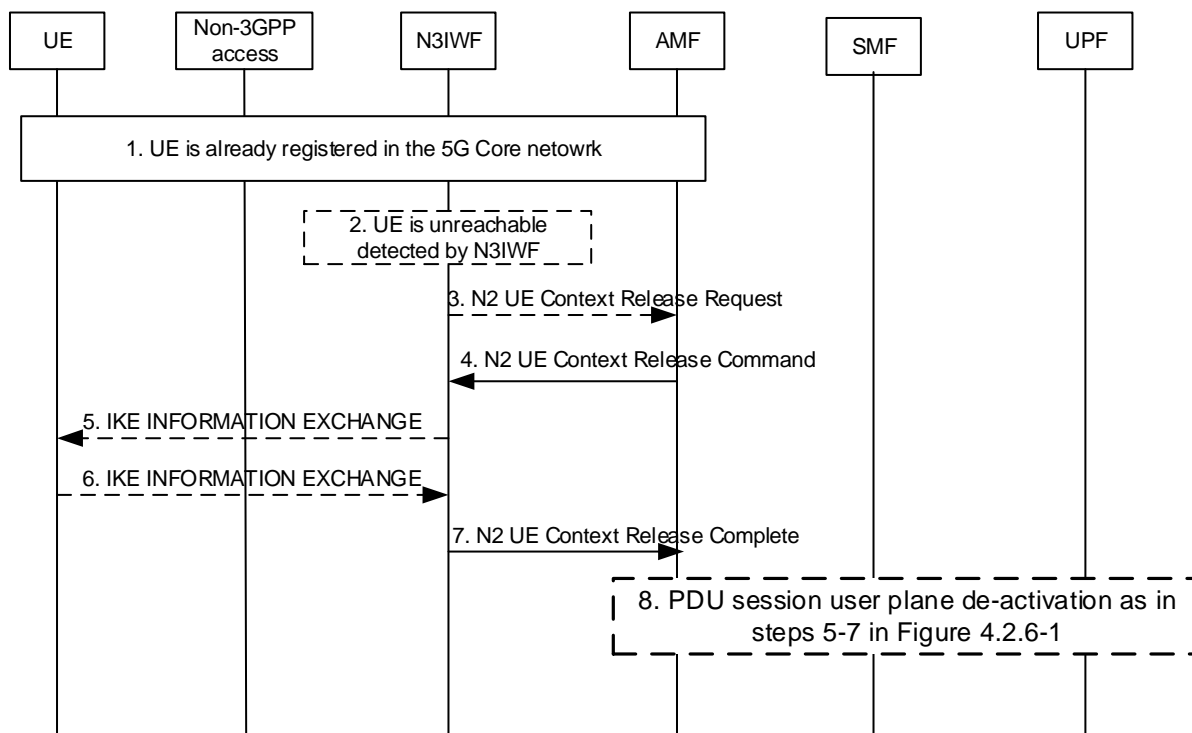 UE
Non-3GPP
access
N3IWF
AMF
SMF
UPF
1. UE is already registered in the 5G Core netowrk
2. UE is unreachable
detected by N3IWF
3. N2 UE Context Release Request
4. N2 UE Context Release Command
5. IKE INFORMATION EXCHANGE
6. IKE INFORMATION EXCHANGE
7. N2 UE Context Release Complete
8. PDU session user plane de-activation as in
steps 5-7 in Figure 4.2.6-1